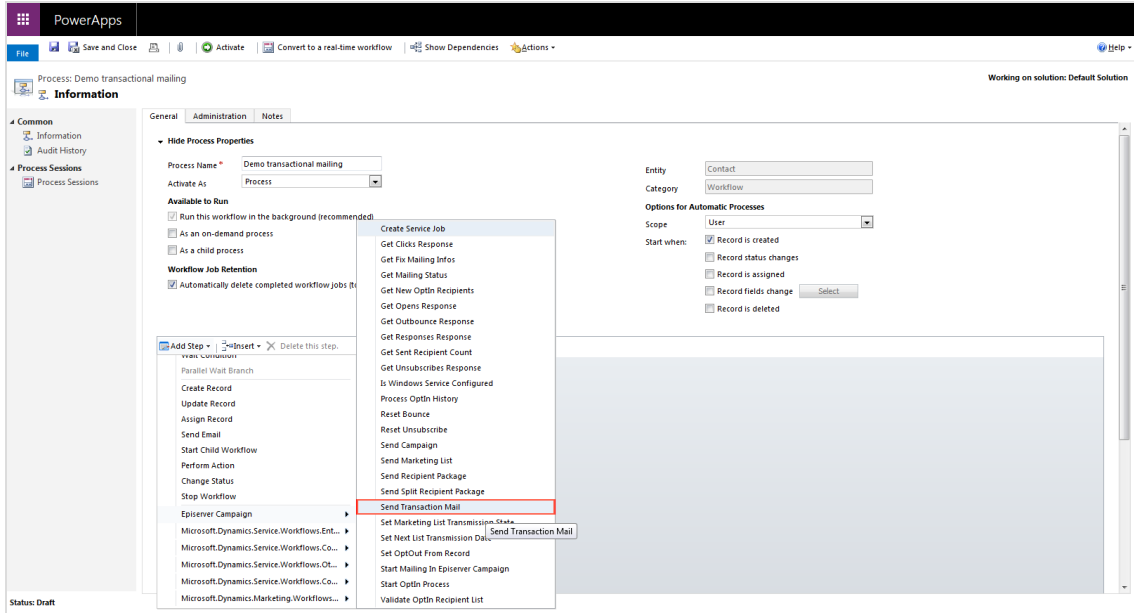 PowerApps
File
Save and Close
Activate
Convert to a real-time workflow
Show Dependencies
Actions
Help
Process: Demo transactional mailing
Information
Working on solution: Default Solution
Common
Information
Audit History
Process Sessions
Process Sessions
General
Administration
Notes
Hide Process Properties
Process Name*
Demo transactional mailing
Activate As
Process
Available to Run
Run this workflow in the background (recommended)
As an on-demand process
As a child process
Workflow Job Retention
Automatically delete completed workflow jobs (to
Entity
Contact
Category
Workflow
Options for Automatic Processes
Scope
User
Start when:
Record is created
Record status changes
Record is assigned
Record fields change
Select
Record is deleted
Add Step
Insert
Delete this step.
Wait Condition
Parallel Wait Branch
Create Record
Update Record
Assign Record
Send Email
Start Child Workflow
Perform Action
Change Status
Stop Workflow
Episerver Campaign
Microsoft.Dynamics.Service.Workflows.Ent...
Microsoft.Dynamics.Service.Workflows.Co...
Microsoft.Dynamics.Service.Workflows.Ot...
Microsoft.Dynamics.Service.Workflows.Co...
Microsoft.Dynamics.Marketing.Workflows...
Create Service Job
Get Clicks Response
Get Fix Mailing Infos
Get Mailing Status
Get New OptIn Recipients
Get Opens Response
Get Outbounce Response
Get Responses Response
Get Sent Recipient Count
Get Unsubscribes Response
Is Windows Service Configured
Process OptIn History
Reset Bounce
Reset Unsubscribe
Send Campaign
Send Marketing List
Send Recipient Package
Send Split Recipient Package
Send Transaction Mail
Set Marketing List Transmission State
Send Transaction Mail
Set Next List Transmission Date
Set OptOut From Record
Start Mailing In Episerver Campaign
Start OptIn Process
Validate OptIn Recipient List
Status: Draft